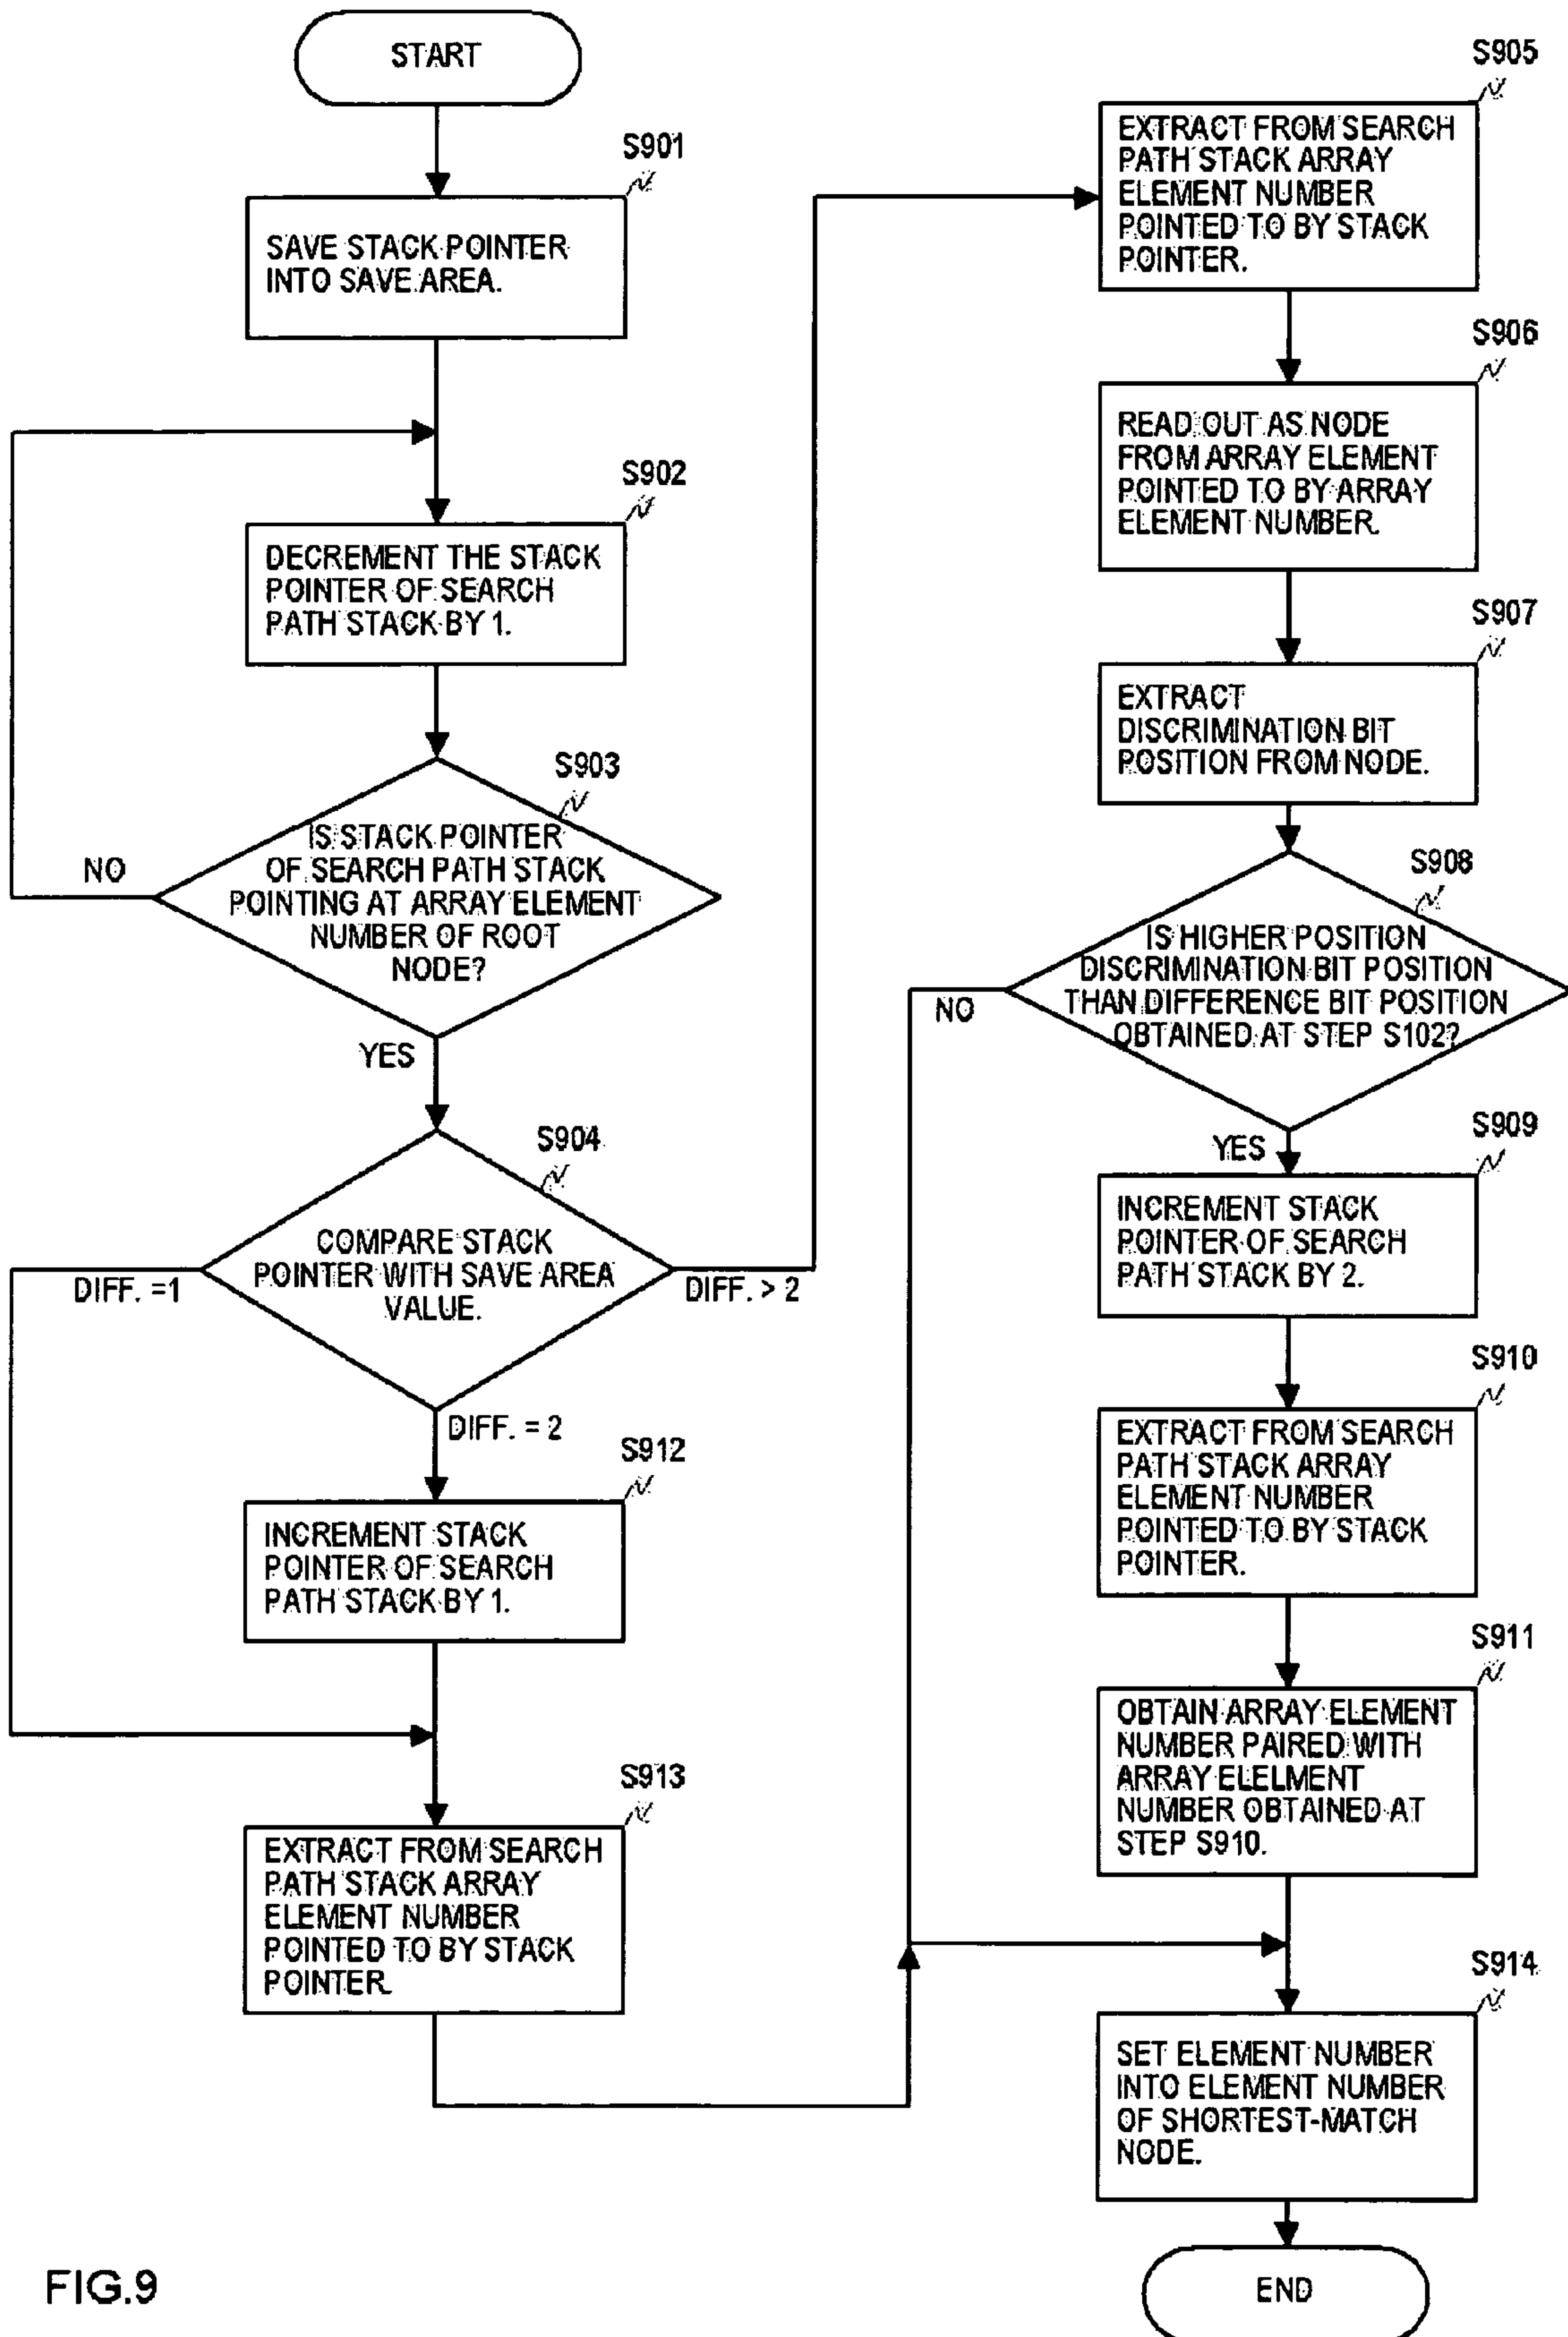 START
S901
SAVE STACK POINTER
INTO SAVE AREA.
S902
DECREMENT THE STACK
POINTER OF SEARCH
PATH STACK BY 1.
S903
IS STACK POINTER
OF SEARCH PATH STACK
POINTING AT ARRAY ELEMENT
NUMBER OF ROOT
NODE?
NO
YES
S904
COMPARE STACK
POINTER WITH SAVE AREA
VALUE.
DIFF. =1
DIFF. > 2
DIFF. = 2
S912
INCREMENT STACK
POINTER OF SEARCH
PATH STACK BY 1.
S913
EXTRACT FROM SEARCH
PATH STACK ARRAY
ELEMENT NUMBER
POINTED TO BY STACK
POINTER.
S905
EXTRACT FROM SEARCH
PATH STACK ARRAY
ELEMENT NUMBER
POINTED TO BY STACK
POINTER.
S906
READ OUT AS NODE
FROM ARRAY ELEMENT
POINTED TO BY ARRAY
ELEMENT NUMBER.
S907
EXTRACT
DISCRIMINATION BIT
POSITION FROM NODE.
S908
IS HIGHER POSITION
DISCRIMINATION BIT POSITION
THAN DIFFERENCE BIT POSITION
OBTAINED AT STEP S102?
NO
YES
S909
INCREMENT STACK
POINTER OF SEARCH
PATH STACK BY 2.
S910
EXTRACT FROM SEARCH
PATH STACK ARRAY
ELEMENT NUMBER
POINTED TO BY STACK
POINTER.
S911
OBTAIN ARRAY ELEMENT
NUMBER PAIRED WITH
ARRAY ELELMENT
NUMBER OBTAINED AT
STEP S910.
S914
SET ELEMENT NUMBER
INTO ELEMENT NUMBER
OF SHORTEST-MATCH
NODE.
END
FIG.9